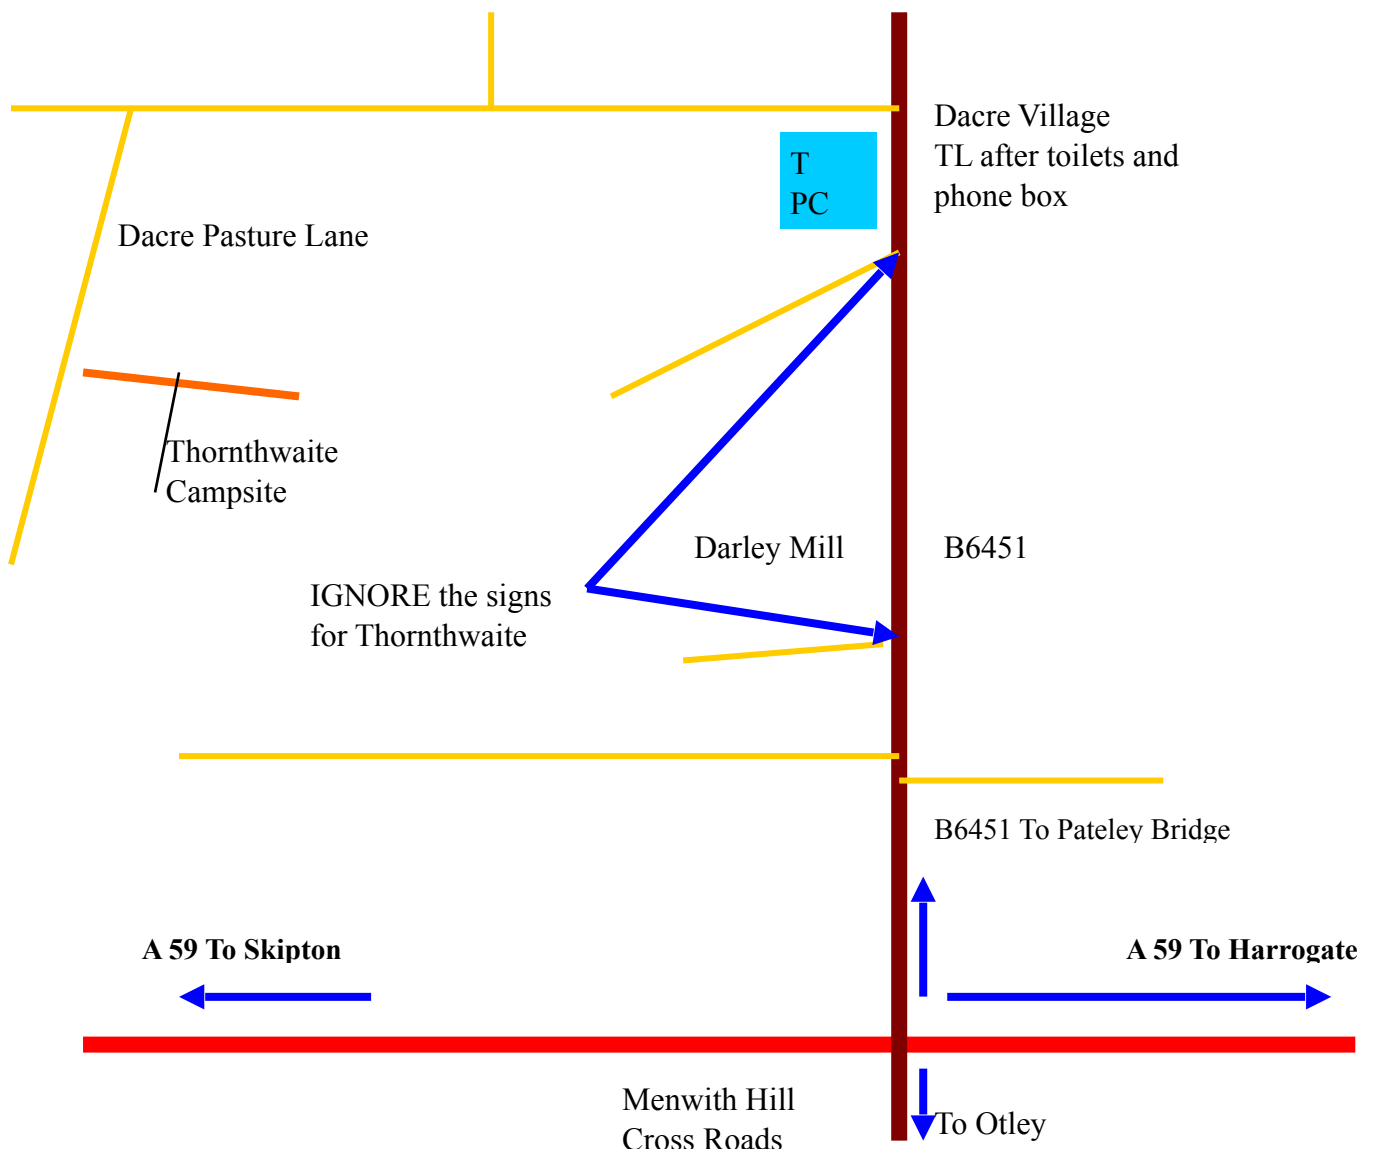 Dacre Village
TL after toilets and
phone box
T
PC
Dacre Pasture Lane
Thornthwaite
Campsite
Darley Mill
B6451
IGNORE the signs
for Thornthwaite
B6451 To Pateley Bridge
A 59 To Skipton
A 59 To Harrogate
Menwith Hill
Cross Roads
To Otley